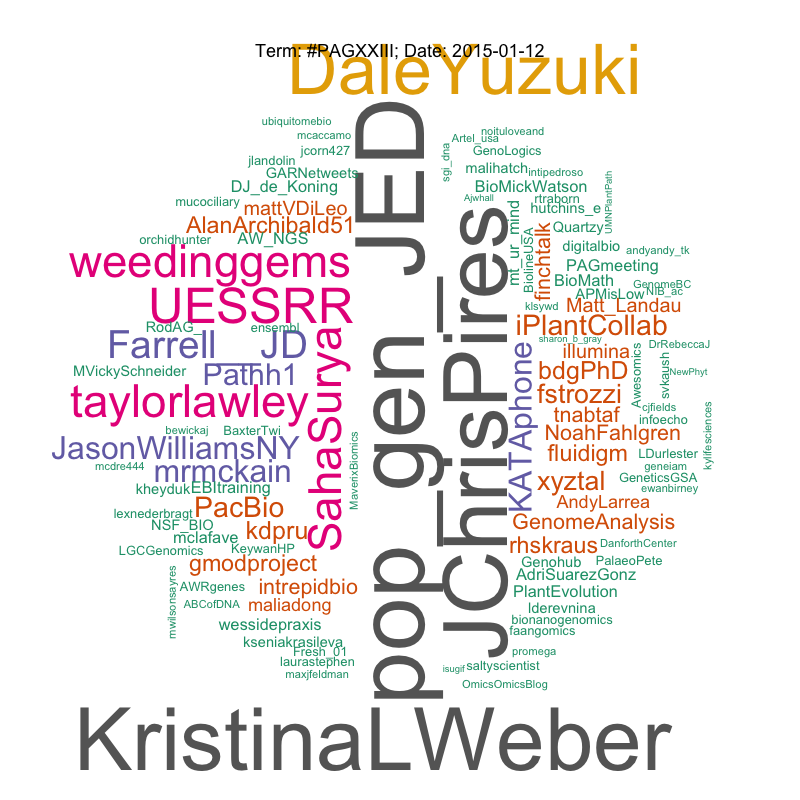 Term: #PAGXXIII; Date: 2015-01-12
DaleYuzuki
pop_gen_JED
JChrisPires
KristinaLWeber
ubiquitomebio
mcaccamo
jcorn427
jlandolin
GARNetweets
DJ_de_Koning
mucociliary
mattVDiLeo
AlanArchibald51
orchidhunter
AW_NGS
weedinggems
UESSRR
RodAG_
ensembl
Farrell__JD
Pathh1
MVickySchneider
SahaSurya
taylorlawley
bewickaj
BaxterTwi
JasonWilliamsNY
mcdre444
mrmckain
MaverixBiomics
kheyduk
EBItraining
PacBio
lexnederbragt
NSF_BIO
kdpru
mclafave
LGCGenomics
KeywanHP
gmodproject
mwilsonsayres
AWRgenes
intrepidbio
ABCofDNA
maliadong
wessidepraxis
kseniakrasileva
Fresh_01
laurastephen
maxjfeldman
noituloveand
Artel_usa
sgi_dna
GenoLogics
malihatch
intipedroso
BioMickWatson
UMNPlantPath
Ajwhall
rtraborn
hutchins_e
mt_ur_mind
BiolineUSA
finchtalk
Quartzy
digitalbio
andyandy_tk
PAGmeeting
BioMath
GenomeBC
APMisLow
NIB_ac
klsywd
Matt_Landau
iPlantCollab
sharon_b_gray
DrRebeccaJ
illumina
Awesomics
svkaush
NewPhyt
bdgPhD
KATAphone
fstrozzi
cjfields
tnabtaf
infoecho
kylifesciences
NoahFahlgren
fluidigm
LDurlester
geneiam
xyztal
GeneticsGSA
ewanbirney
AndyLarrea
GenomeAnalysis
rhskraus
DanforthCenter
Genohub
PalaeoPete
AdriSuarezGonz
PlantEvolution
lderevnina
bionanogenomics
faangomics
promega
isugif
saltyscientist
OmicsOmicsBlog